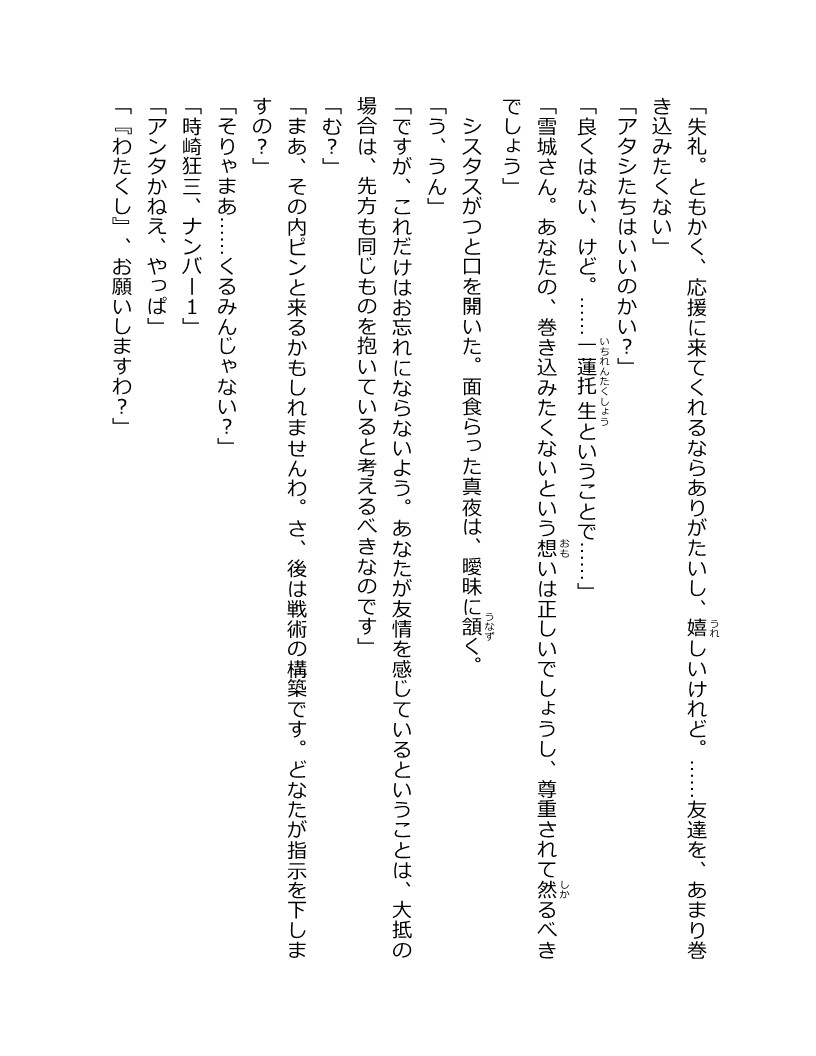 「失礼。ともかく、応援に来てくれるならありがたいし、嬉しいけれど。……友達を、あまり巻
き込みたくない」
「アタシたちはいいのかい？」
「良くはない、けど。……一蓮托生ということで……」
「雪城さん。あなたの、巻き込みたくないという想いは正しいでしょうし、尊重されて然るべき
でしょう」
　シスタスがつと口を開いた。面食らった真夜は、曖昧に頷く。
「う、うん」
「ですが、これだけはお忘れにならないよう。あなたが友情を感じているということは、大抵の
場合は、先方も同じものを抱いていると考えるべきなのです」
「む？」
「まあ、その内ピンと来るかもしれませんわ。さ、後は戦術の構築です。どなたが指示を下しま
すの？」
「そりゃまあ……くるみんじゃない？」
「時崎狂三、ナンバー１」
「アンタかねえ、やっぱ」
「『わたくし』、お願いしますわ？」